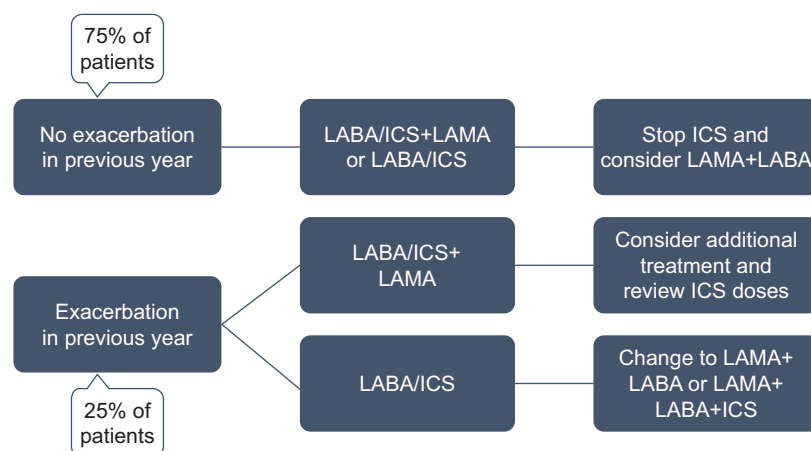 75% of
patients
No exacerbation
in previous year
LABA/ICS+LAMA
or LABA/ICS
Stop ICS and
consider LAMA+LABA
Exacerbation
in previous year
LABA/ICS+
LAMA
Consider additional
treatment and
review ICS doses
LABA/ICS
Change to LAMA+
LABA or LAMA+
LABA+ICS
25% of
patients